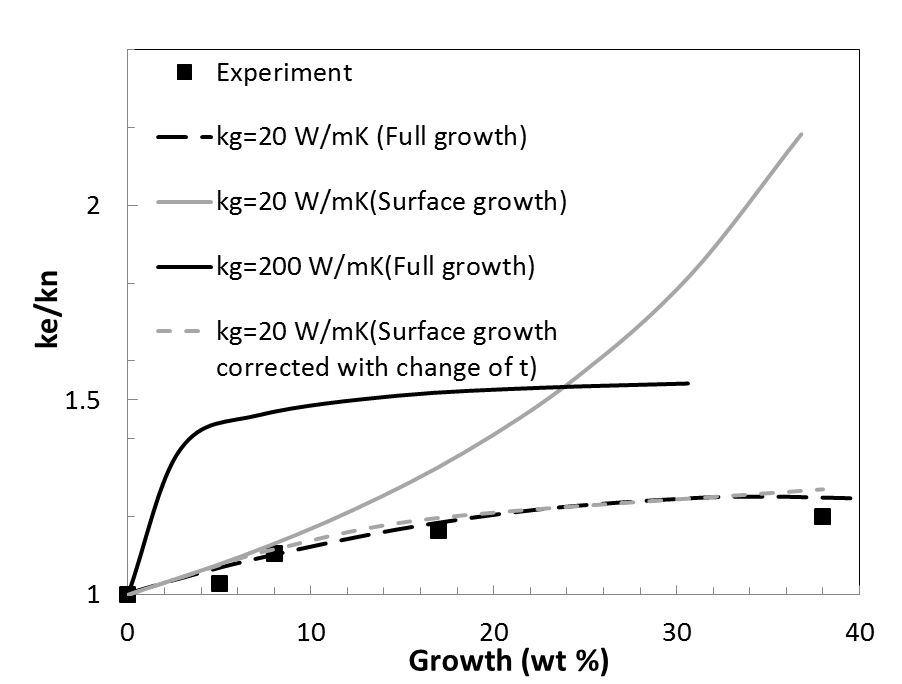 Experiment
kg=20 W/mK (Full growth)
2
kg=20 W/mK(Surface growth)
kg=200 W/mK(Full growth)
kg=20 W/mK(Surface growth
corrected with change of t)
ke/kn
1.5
1
0 10 20 30 40
Growth (wt %)